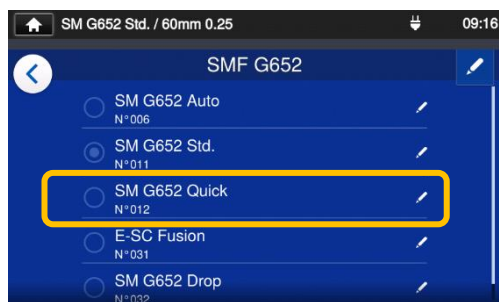 SM G652 Std. / 60mm 0.25 09:16
SMF G652
SM G652 Auto
N°006
SM G652 Std.
N°011
SM G652 Quick
N°012
E-SC Fusion
N°031
SM G652 Drop
N°032